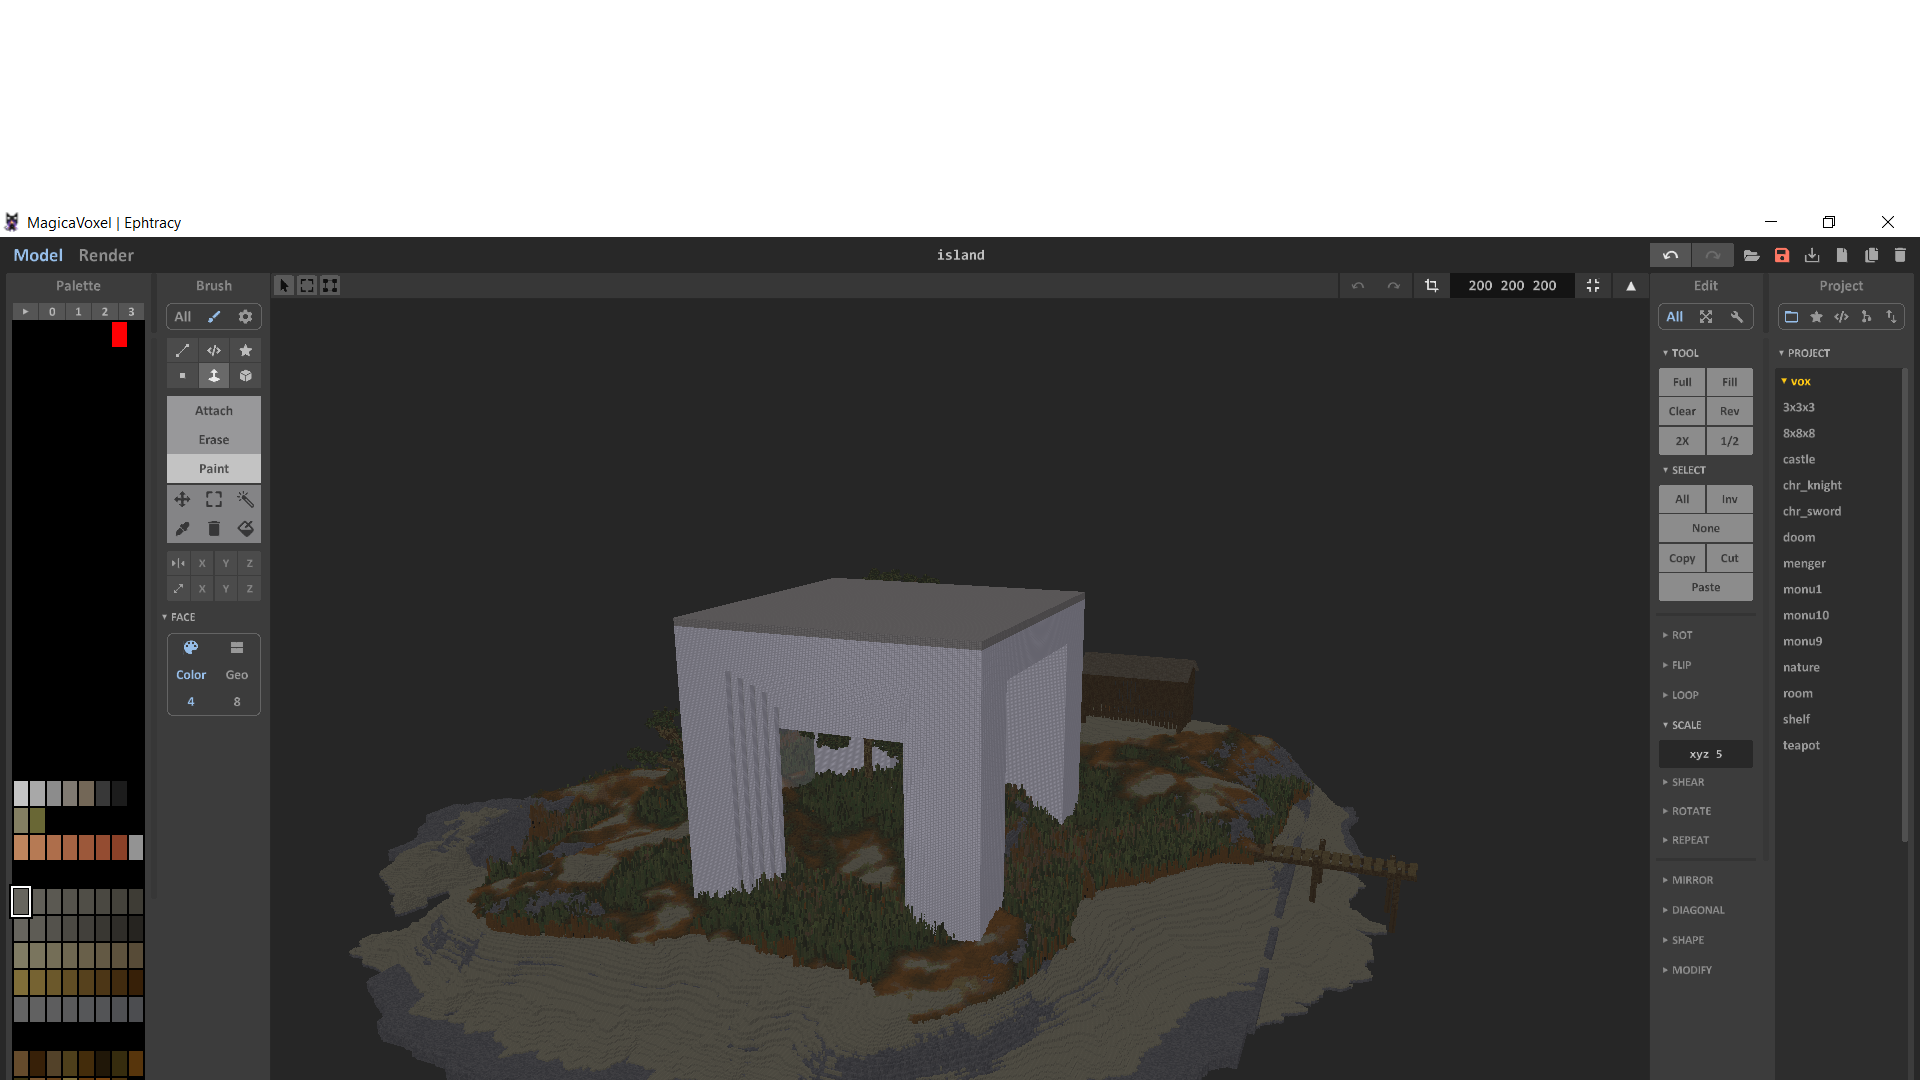 MagicaVoxel | Ephtracy
Model Render
island
Palette
0 1 2 3
Brush
All
Attach
Erase
Paint
X Y Z
X Y Z
FACE
Color Geo
4 8
200 200 200
Edit
All
TOOL
Full Fill
Clear Rev
2X 1/2
SELECT
All Inv
None
Copy Cut
Paste
ROT
FLIP
LOOP
SCALE
xyz 5
SHEAR
ROTATE
REPEAT
MIRROR
DIAGONAL
SHAPE
MODIFY
Project
PROJECT
vox
3x3x3
8x8x8
castle
chr_knight
chr_sword
doom
menger
monu1
monu10
monu9
nature
room
shelf
teapot